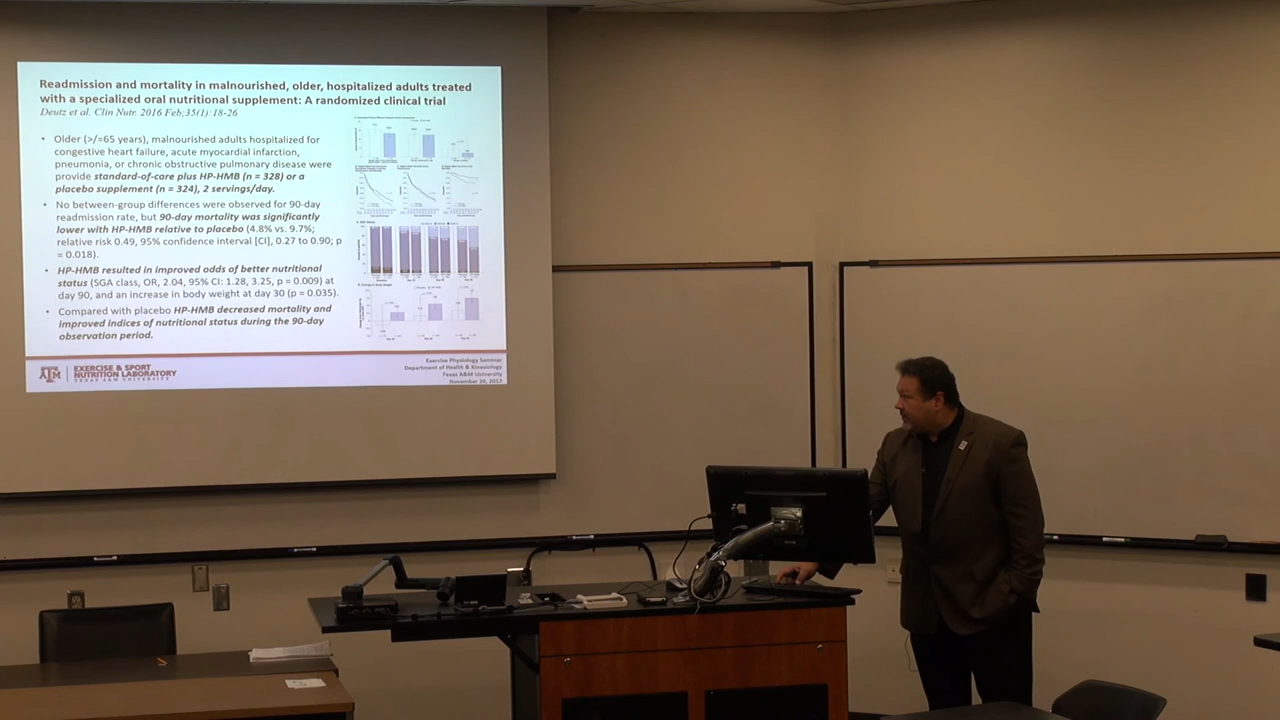 Readmission and mortality in malnourished, older, hospitalized adults treated
with a specialized oral nutritional supplement: A randomized clinical trial
Deutz et al. Clin Nutr. 2016 Feb;35(1):18-26
• Older (>/=65 years), malnourished adults hospitalized for
congestive heart failure, acute myocardial infarction,
pneumonia, or chronic obstructive pulmonary disease were
provide standard-of-care plus HP-HMB (n = 328) or a
placebo supplement (n = 324), 2 servings/day.
• No between-group differences were observed for 90-day
readmission rate, but 90-day mortality was significantly
lower with HP-HMB relative to placebo (4.8% vs. 9.7%;
relative risk 0.49, 95% confidence interval [CI], 0.27 to 0.90; p
= 0.018).
• HP-HMB resulted in improved odds of better nutritional
status (SGA class, OR, 2.04, 95% CI: 1.28, 3.25, p = 0.009) at
day 90, and an increase in body weight at day 30 (p = 0.035).
• Compared with placebo HP-HMB decreased mortality and
improved indices of nutritional status during the 90-day
observation period.
ATM
EXERCISE & SPORT
NUTRITION LABORATORY
TEXAS A&M UNIVERSITY
Exercise Physiology Seminar
Department of Health & Kinesiology
Texas A&M University
November 20, 2017